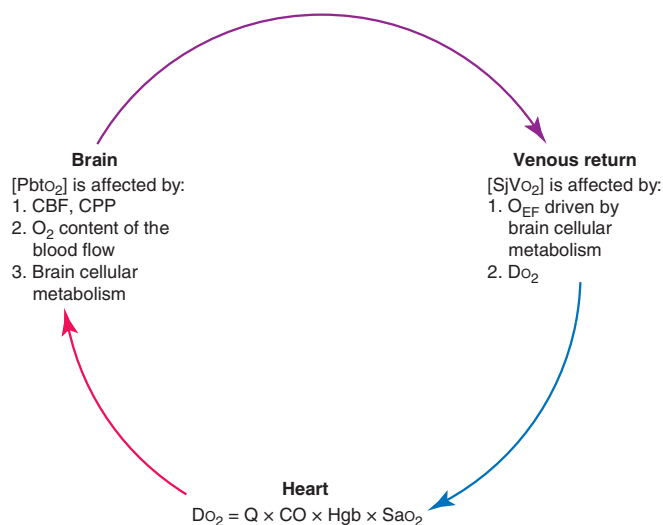 Brain
[PbtO₂] is affected by:
1. CBF, CPP
2. O₂ content of the
blood flow
3. Brain cellular
metabolism
Venous return
[SjVO₂] is affected by:
1. O_EF driven by
brain cellular
metabolism
2. DO₂
Heart
DO₂ = Q × CO × Hgb × SaO₂